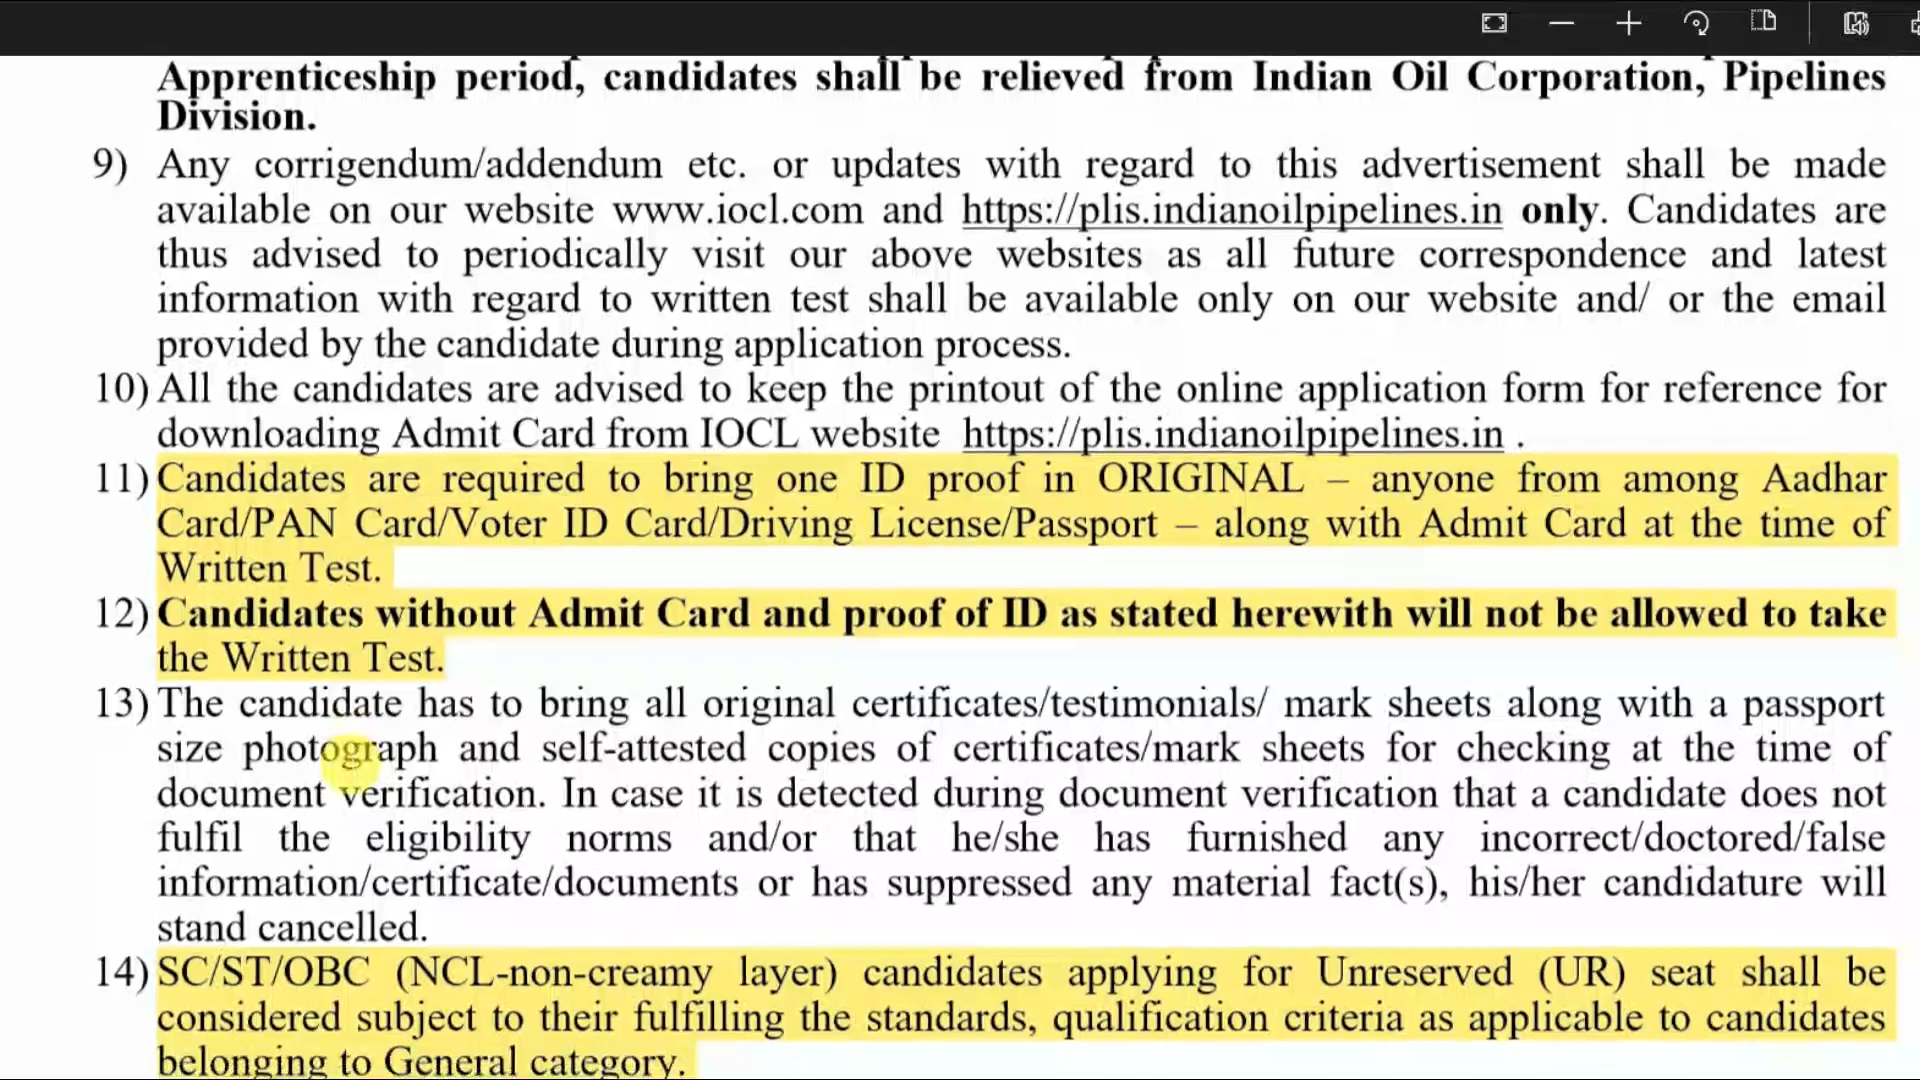 Apprenticeship period, candidates shall be relieved from Indian Oil Corporation, Pipelines
Division.
9) Any corrigendum/addendum etc. or updates with regard to this advertisement shall be made
available on our website www.iocl.com and https://plis.indianoilpipelines.in only. Candidates are
thus advised to periodically visit our above websites as all future correspondence and latest
information with regard to written test shall be available only on our website and/ or the email
provided by the candidate during application process.
10) All the candidates are advised to keep the printout of the online application form for reference for
downloading Admit Card from IOCL website https://plis.indianoilpipelines.in .
11) Candidates are required to bring one ID proof in ORIGINAL – anyone from among Aadhar
Card/PAN Card/Voter ID Card/Driving License/Passport – along with Admit Card at the time of
Written Test.
12) Candidates without Admit Card and proof of ID as stated herewith will not be allowed to take
the Written Test.
13) The candidate has to bring all original certificates/testimonials/ mark sheets along with a passport
size photograph and self-attested copies of certificates/mark sheets for checking at the time of
document verification. In case it is detected during document verification that a candidate does not
fulfil the eligibility norms and/or that he/she has furnished any incorrect/doctored/false
information/certificate/documents or has suppressed any material fact(s), his/her candidature will
stand cancelled.
14) SC/ST/OBC (NCL-non-creamy layer) candidates applying for Unreserved (UR) seat shall be
considered subject to their fulfilling the standards, qualification criteria as applicable to candidates
belonging to General category.